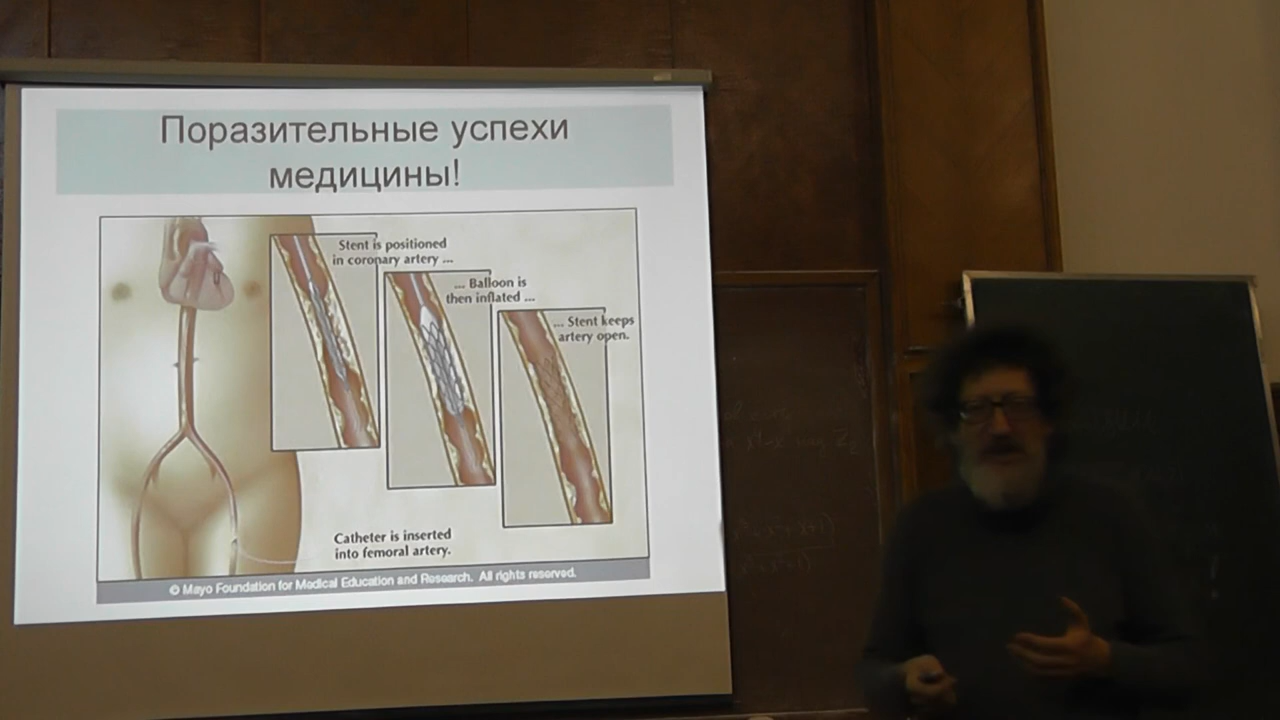 Поразительные успехи
медицины!
Stent is positioned
in coronary artery ...
... Balloon is
then inflated ...
... Stent keeps
artery open.
Catheter is inserted
into femoral artery.
© Mayo Foundation for Medical Education and Research. All rights reserved.